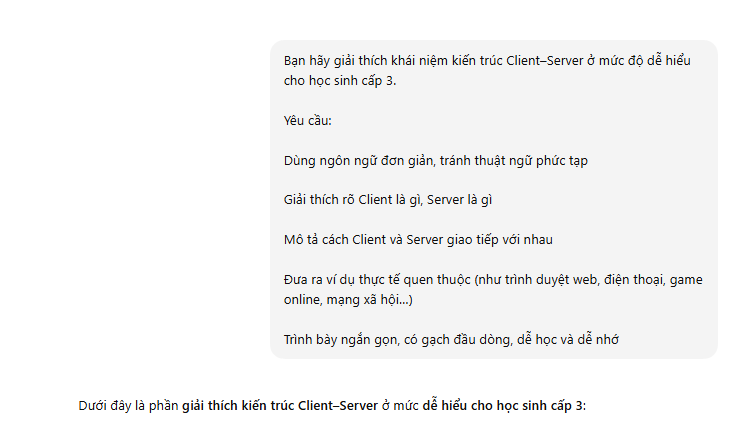 Bạn hãy giải thích khái niệm kiến trúc Client–Server ở mức độ dễ hiểu
cho học sinh cấp 3.
Yêu cầu:
Dùng ngôn ngữ đơn giản, tránh thuật ngữ phức tạp
Giải thích rõ Client là gì, Server là gì
Mô tả cách Client và Server giao tiếp với nhau
Đưa ra ví dụ thực tế quen thuộc (như trình duyệt web, điện thoại, game
online, mạng xã hội…)
Trình bày ngắn gọn, có gạch đầu dòng, dễ học và dễ nhớ
Dưới đây là phần giải thích kiến trúc Client–Server ở mức dễ hiểu cho học sinh cấp 3: